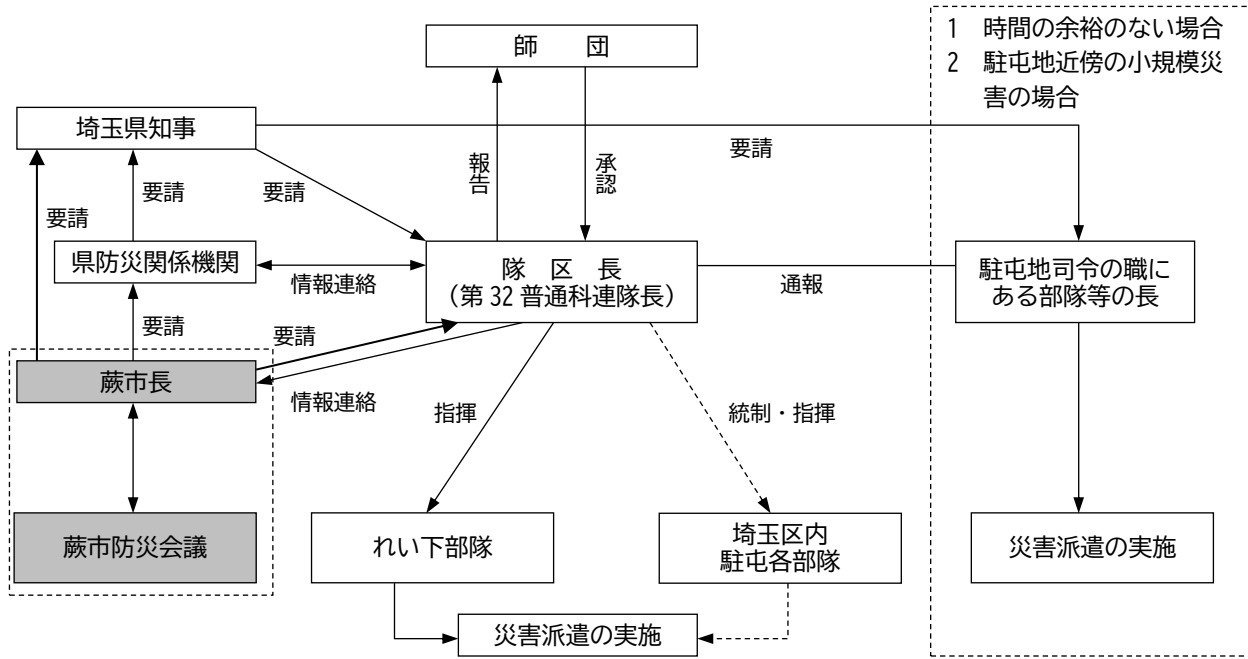 師　団
1　時間の余裕のない場合
2　駐屯地近傍の小規模災
害の場合
埼玉県知事
要請
報告
承認
要請
要請
要請
県防災関係機関
情報連絡
隊　区　長
（第 32 普通科連隊長）
通報
駐屯地司令の職に
ある部隊等の長
要請
要請
蕨市長
情報連絡
指揮
統制・指揮
蕨市防災会議
れい下部隊
埼玉区内
駐屯各部隊
災害派遣の実施
災害派遣の実施